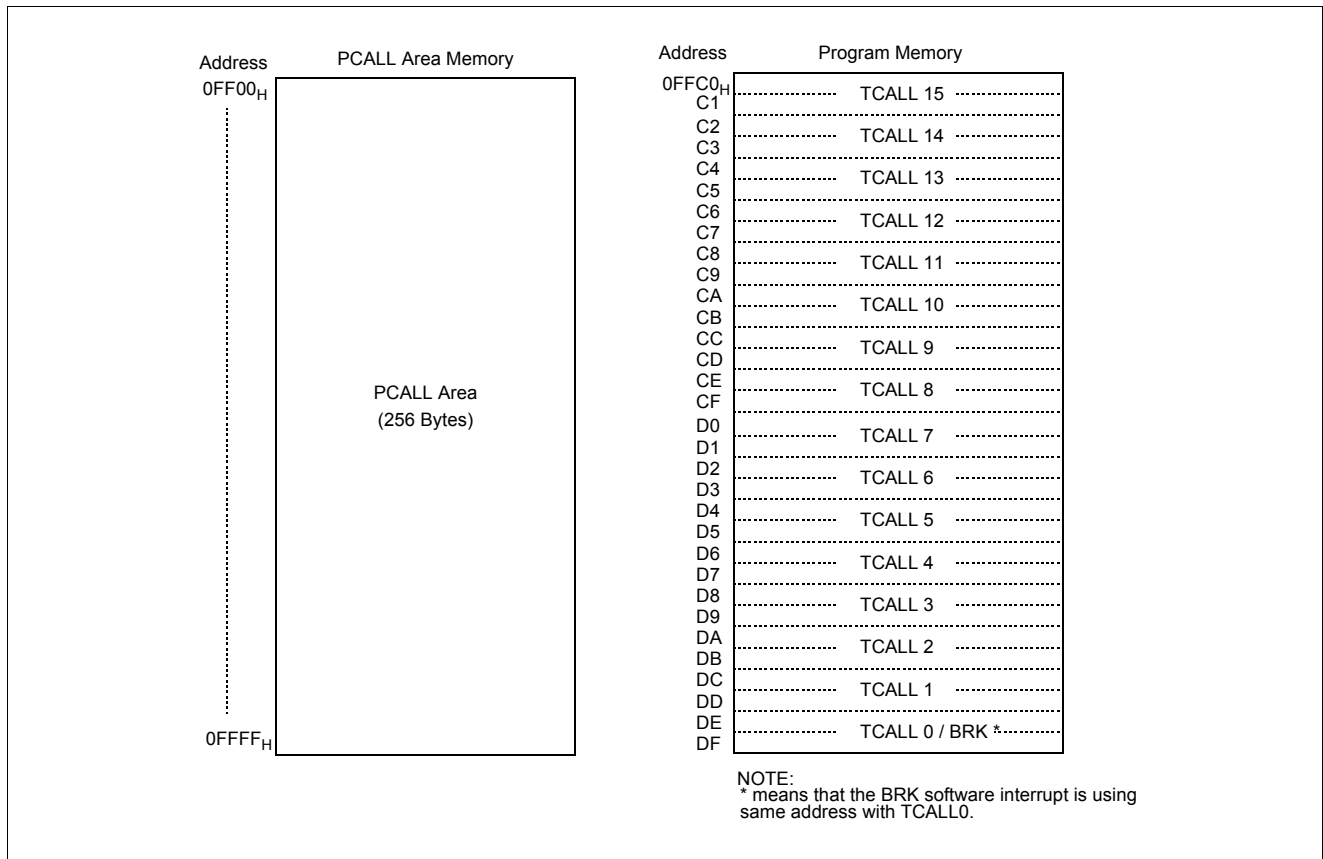 Address PCALL Area Memory
0FF00H
PCALL Area
(256 Bytes)
0FFFFH
Address Program Memory
0FFC0H
C1
TCALL 15
C2
C3
TCALL 14
C4
C5
TCALL 13
C6
C7
TCALL 12
C8
C9
TCALL 11
CA
CB
TCALL 10
CC
CD
TCALL 9
CE
CF
TCALL 8
D0
D1
TCALL 7
D2
D3
TCALL 6
D4
D5
TCALL 5
D6
D7
TCALL 4
D8
D9
TCALL 3
DA
DB
TCALL 2
DC
DD
TCALL 1
DE
DF
TCALL 0 / BRK *
NOTE:
* means that the BRK software interrupt is using
same address with TCALL0.